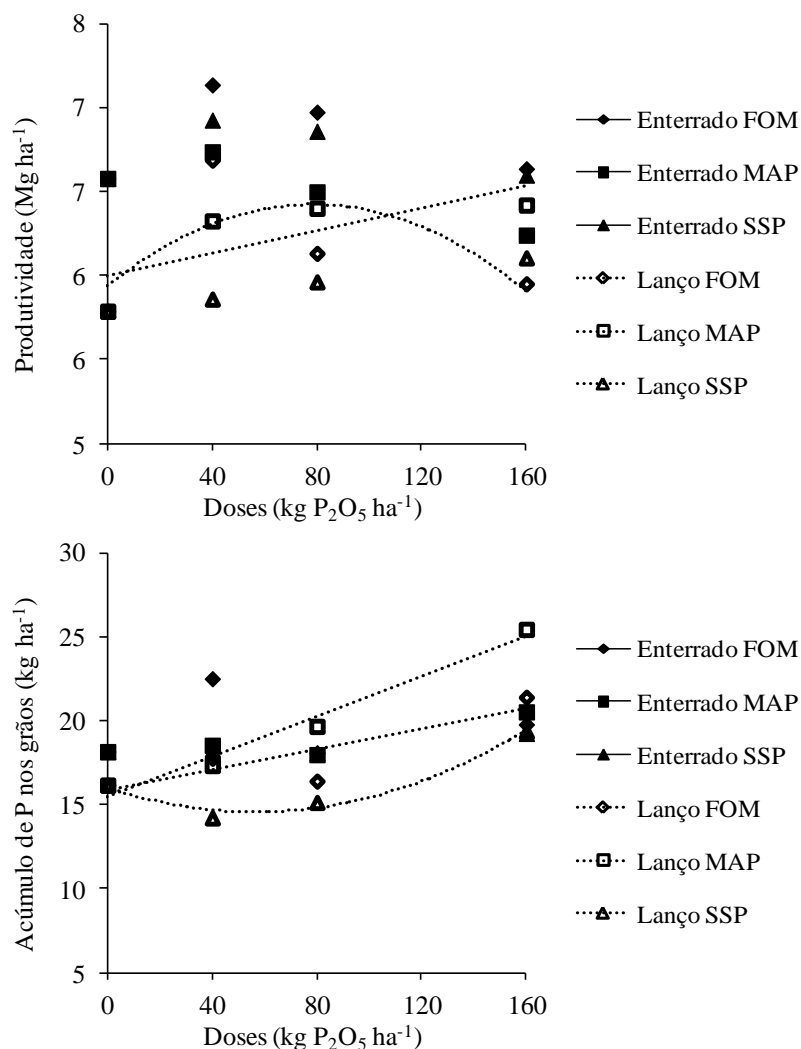 8
7
7
6
6
5
Produtividade (Mg ha⁻¹)
0 40 80 120 160
Doses (kg P₂O₅ ha⁻¹)
Enterrado FOM
Enterrado MAP
Enterrado SSP
Lanço FOM
Lanço MAP
Lanço SSP
30
25
20
15
10
5
Acúmulo de P nos grãos (kg ha⁻¹)
0 40 80 120 160
Doses (kg P₂O₅ ha⁻¹)
Enterrado FOM
Enterrado MAP
Enterrado SSP
Lanço FOM
Lanço MAP
Lanço SSP